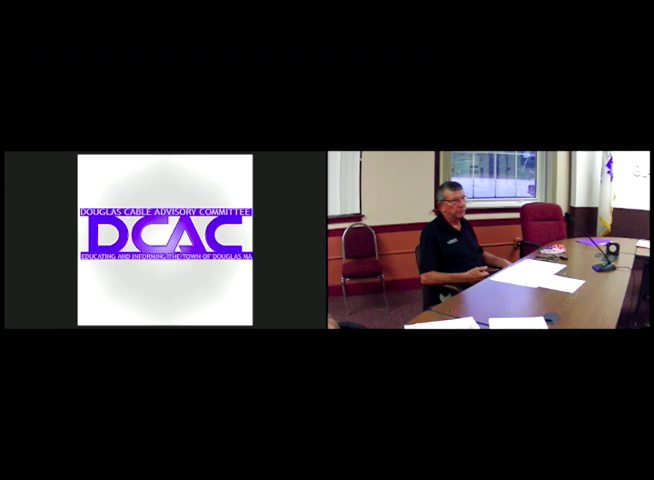 DOUGLAS CABLE ADVISORY COMMITTEE
DCAC
EDUCATING AND INFORMING THE TOWN OF DOUGLAS MA